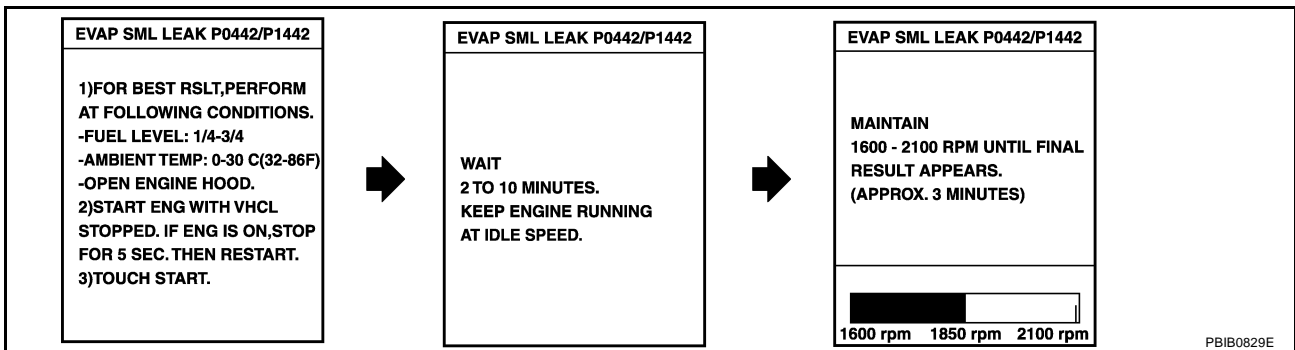 EVAP SML LEAK P0442/P1442
1)FOR BEST RSLT,PERFORM
AT FOLLOWING CONDITIONS.
-FUEL LEVEL: 1/4-3/4
-AMBIENT TEMP: 0-30 C(32-86F)
-OPEN ENGINE HOOD.
2)START ENG WITH VHCL
STOPPED. IF ENG IS ON,STOP
FOR 5 SEC. THEN RESTART.
3)TOUCH START.
EVAP SML LEAK P0442/P1442
WAIT
2 TO 10 MINUTES.
KEEP ENGINE RUNNING
AT IDLE SPEED.
EVAP SML LEAK P0442/P1442
MAINTAIN
1600 - 2100 RPM UNTIL FINAL
RESULT APPEARS.
(APPROX. 3 MINUTES)
1600 rpm 1850 rpm 2100 rpm
PBIB0829E